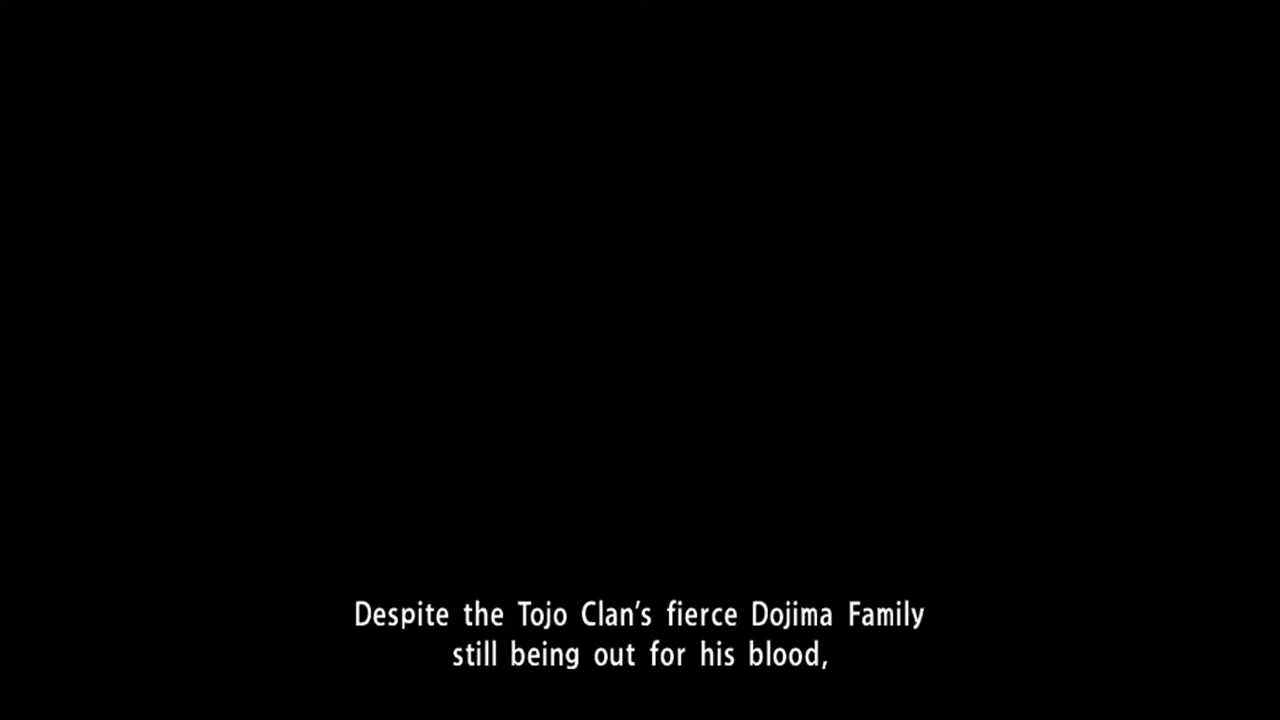 Despite the Tojo Clan's fierce Dojima Family
still being out for his blood,